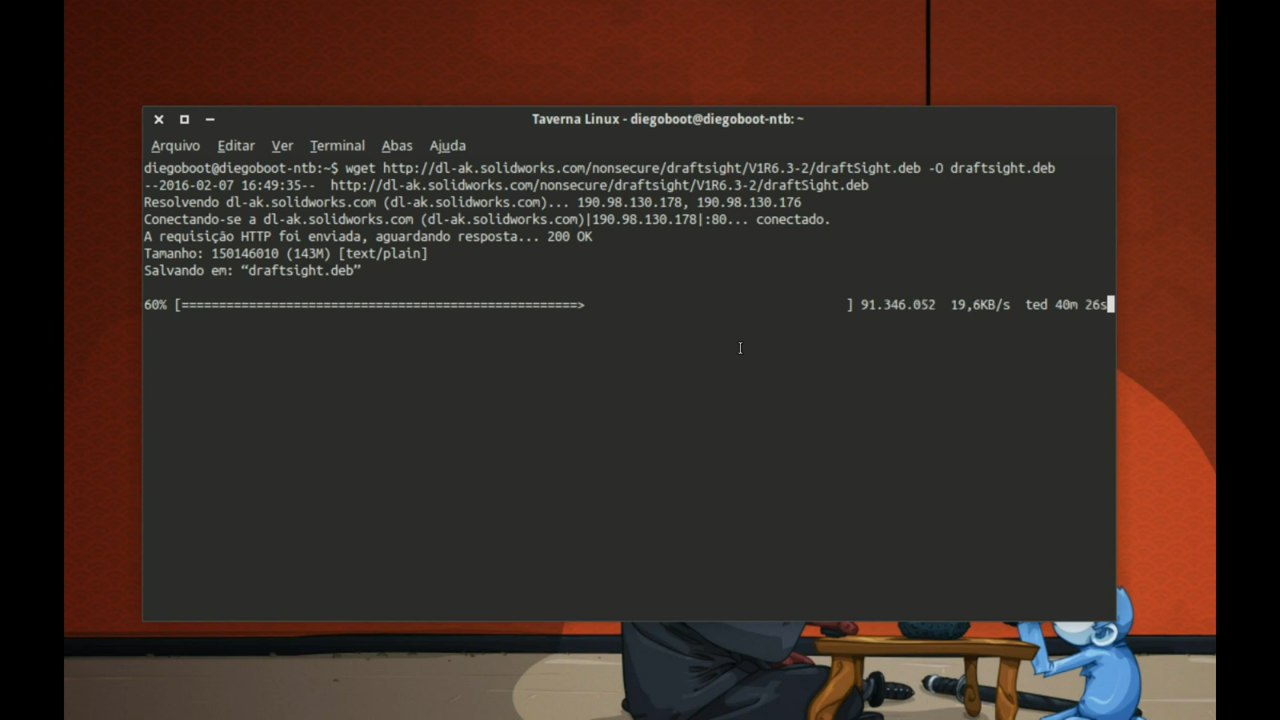 Taverna Linux - diegoboot@diegoboot-ntb: ~
Arquivo Editar Ver Terminal Abas Ajuda
diegoboot@diegoboot-ntb:~$ wget http://dl-ak.solidworks.com/nonsecure/draftsight/V1R6.3-2/draftSight.deb -O draftsight.deb
--2016-02-07 16:49:35--  http://dl-ak.solidworks.com/nonsecure/draftsight/V1R6.3-2/draftSight.deb
Resolvendo dl-ak.solidworks.com (dl-ak.solidworks.com)... 190.98.130.178, 190.98.130.176
Conectando-se a dl-ak.solidworks.com (dl-ak.solidworks.com)|190.98.130.178|:80... conectado.
A requisição HTTP foi enviada, aguardando resposta... 200 OK
Tamanho: 150146010 (143M) [text/plain]
Salvando em: “draftsight.deb”
60% [=====================================================>                                   ] 91.346.052  19,6KB/s  ted 40m 26s